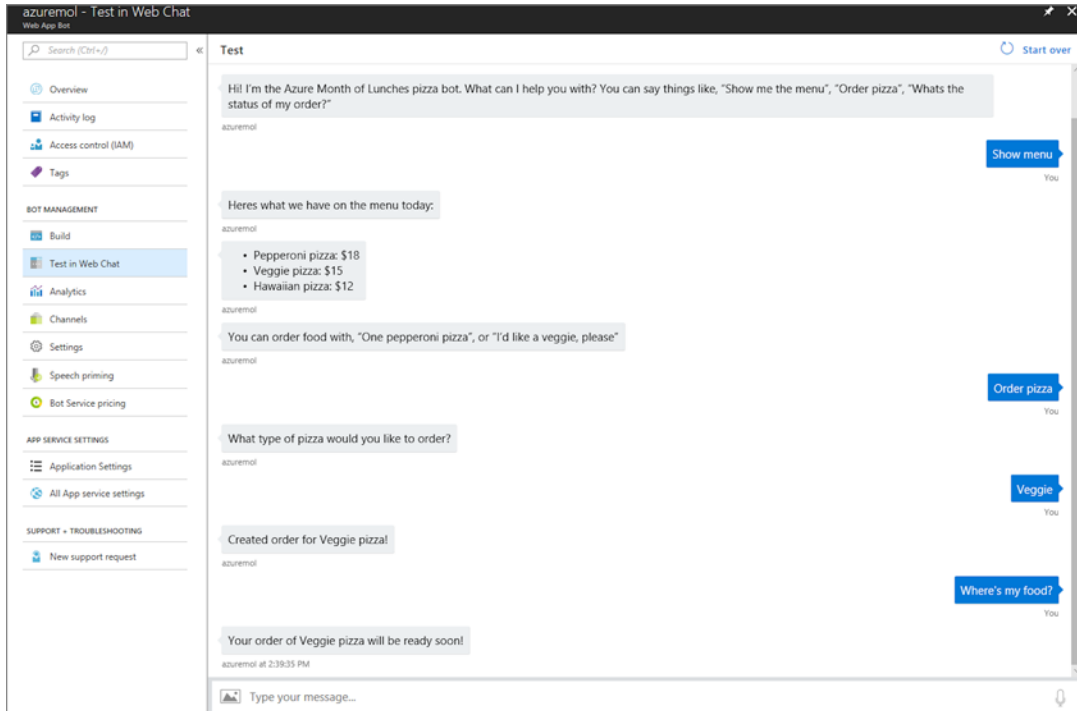 azuremol - Test in Web Chat
Web App Bot
Search (Ctrl+/)
Overview
Activity log
Access control (IAM)
Tags
BOT MANAGEMENT
Build
Test in Web Chat
Analytics
Channels
Settings
Speech priming
Bot Service pricing
APP SERVICE SETTINGS
Application Settings
All App service settings
SUPPORT + TROUBLESHOOTING
New support request
Test
Start over
Hi! I'm the Azure Month of Lunches pizza bot. What can I help you with? You can say things like, "Show me the menu", "Order pizza", "Whats the
status of my order?"
azuremol
Show menu
You
Heres what we have on the menu today:
azuremol
• Pepperoni pizza: $18
• Veggie pizza: $15
• Hawaiian pizza: $12
azuremol
You can order food with, "One pepperoni pizza", or "I'd like a veggie, please"
azuremol
Order pizza
You
What type of pizza would you like to order?
azuremol
Veggie
You
Created order for Veggie pizza!
azuremol
Where's my food?
You
Your order of Veggie pizza will be ready soon!
azuremol at 2:39:35 PM
Type your message...